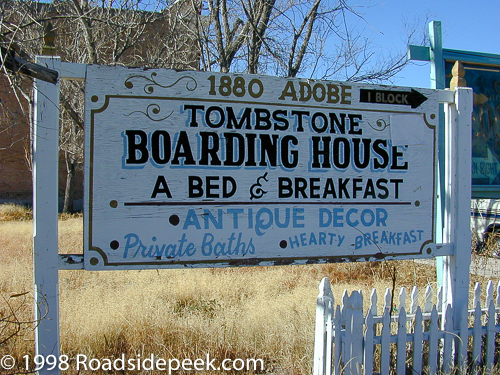 1880 ADOBE
1 BLOCK
TOMBSTONE
BOARDING HOUSE
A BED & BREAKFAST
ANTIQUE DECOR
Private Baths
HEARTY - BREAKFAST
© 1998 Roadsidepeek.com